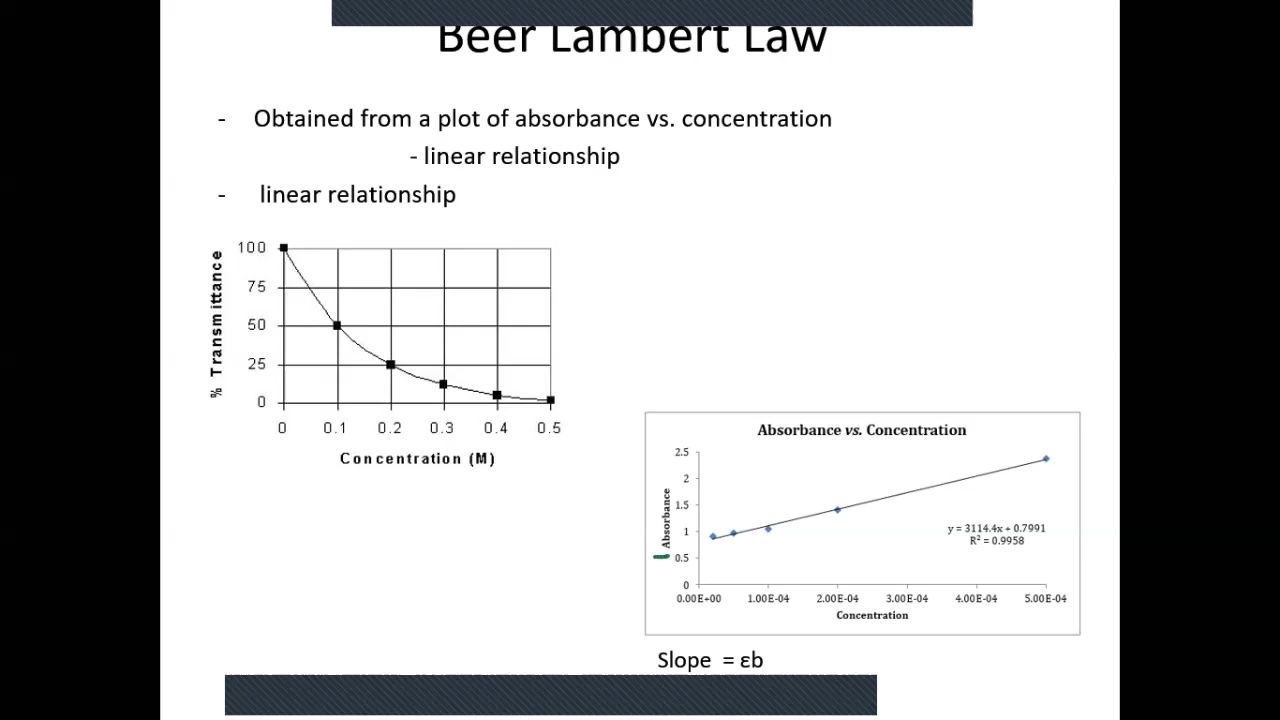 Beer Lambert Law
- Obtained from a plot of absorbance vs. concentration
- linear relationship
- linear relationship
% Transmittance
100
75
50
25
0
0 0.1 0.2 0.3 0.4 0.5
Concentration (M)
Absorbance vs. Concentration
Absorbance
2.5
2
1.5
1
0.5
0
y = 3114.4x + 0.7991
R² = 0.9958
0.00E+00 1.00E-04 2.00E-04 3.00E-04 4.00E-04 5.00E-04
Concentration
Slope = εb